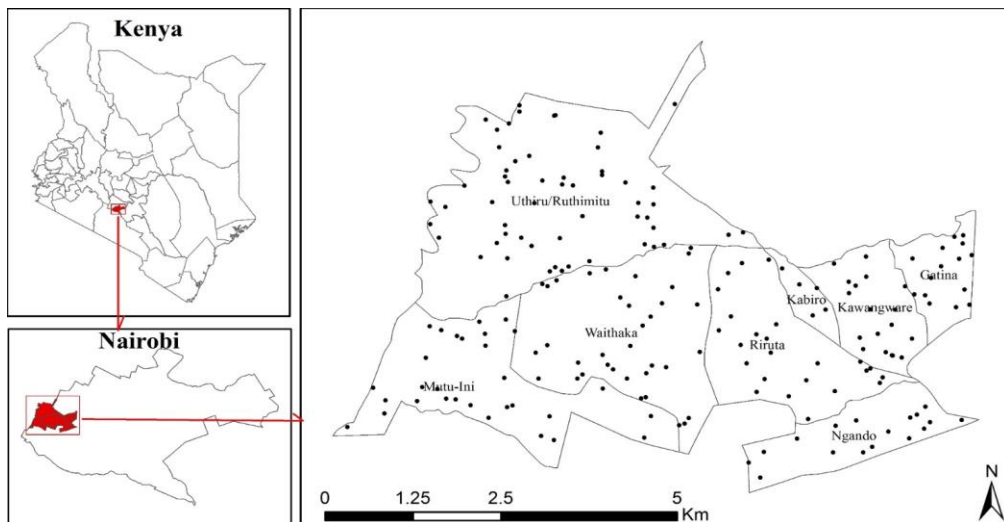 Kenya
Nairobi
Uthiru/Ruthimitu
Gatina
Kabiro
Kawangware
Waithaka
Riruta
Mutu-Ini
Ngando
0 1.25 2.5 5
Km
N